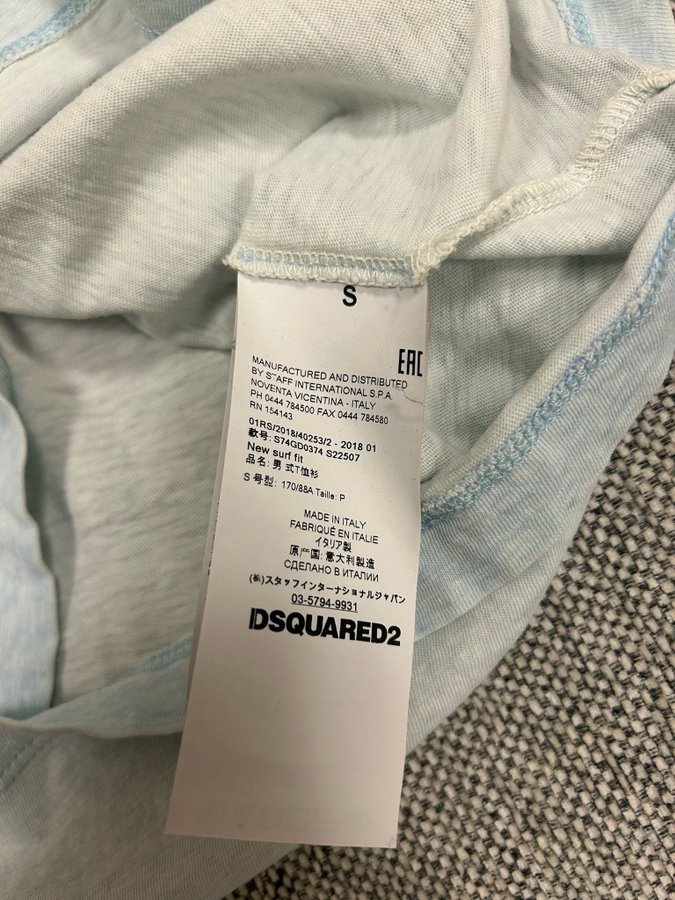 S
EAC
MANUFACTURED AND DISTRIBUTED
BY STAFF INTERNATIONAL S.P.A.
NOVENTA VICENTINA - ITALY
PH 0444 784500 FAX 0444 784580
RN 154143
01RS/2018/40253/2 - 2018 01
款号: S74GD0374 S22507
New surf fit
品名: 男 式T恤衫
S 号型: 170/88A Taille: P
MADE IN ITALY
FABRIQUÉ EN ITALIE
イタリア製
原产国: 意大利製造
СДЕЛАНО В ИТАЛИИ
(株)スタッフインターナショナルジャパン
03-5794-9931
DSQUARED2